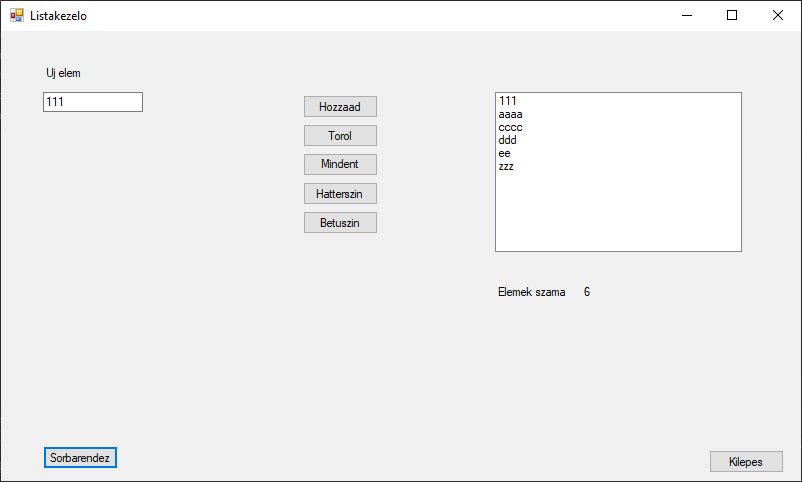 Listakezelo
Uj elem
111
Hozzaad
Torol
Mindent
Hatterszin
Betuszin
111
aaaa
cccc
ddd
ee
zzz
Elemek szama 6
Sorbarendez
Kilepes